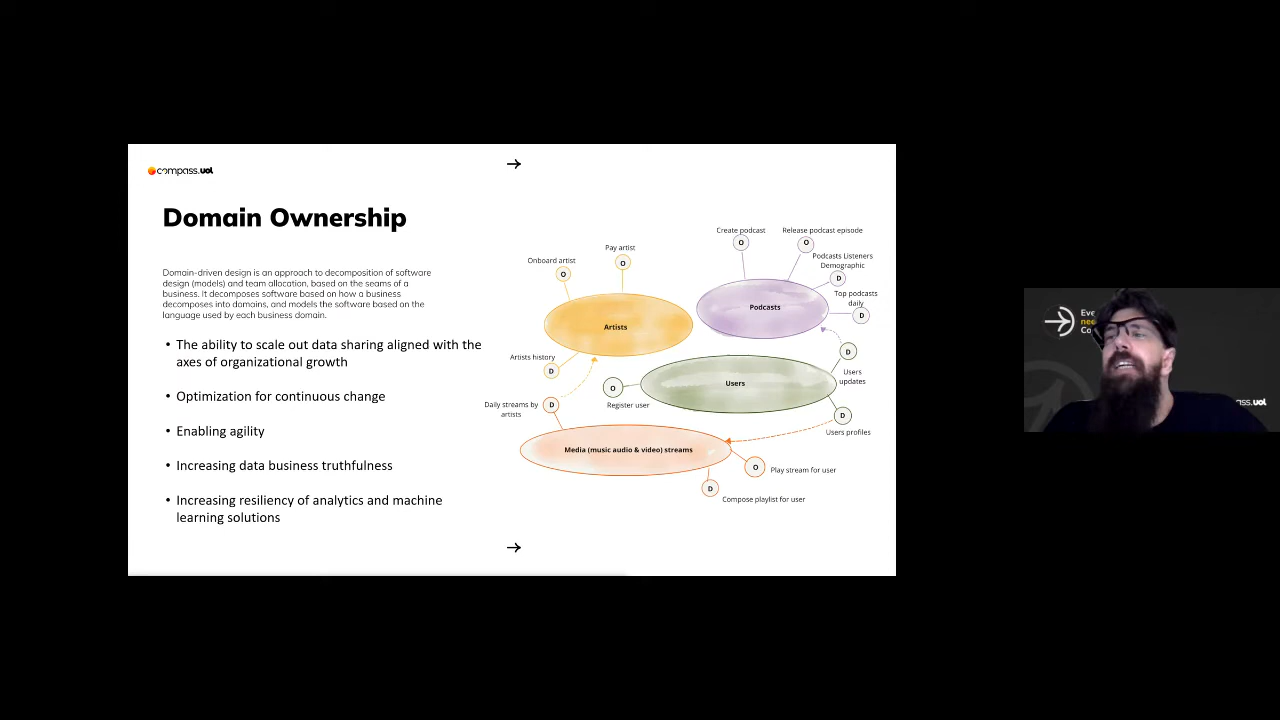 compass.uol
Domain Ownership
Domain-driven design is an approach to decomposition of software
design (models) and team allocation, based on the seams of a
business. It decomposes software based on how a business
decomposes into domains, and models the software based on the
language used by each business domain.
• The ability to scale out data sharing aligned with the
axes of organizational growth
• Optimization for continuous change
• Enabling agility
• Increasing data business truthfulness
• Increasing resiliency of analytics and machine
learning solutions
Onboard artist
O
Pay artist
O
Artists
Artists history
D
Create podcast
O
Release podcast episode
O
Podcasts Listeners
Demographic
D
Top podcasts
daily
D
Podcasts
D
Users
updates
Users
O
Register user
D
Users profiles
Daily streams by
artists
D
Media (music audio & video) streams
O
Play stream for user
D
Compose playlist for user
Eve
nee
Co
ss.uol